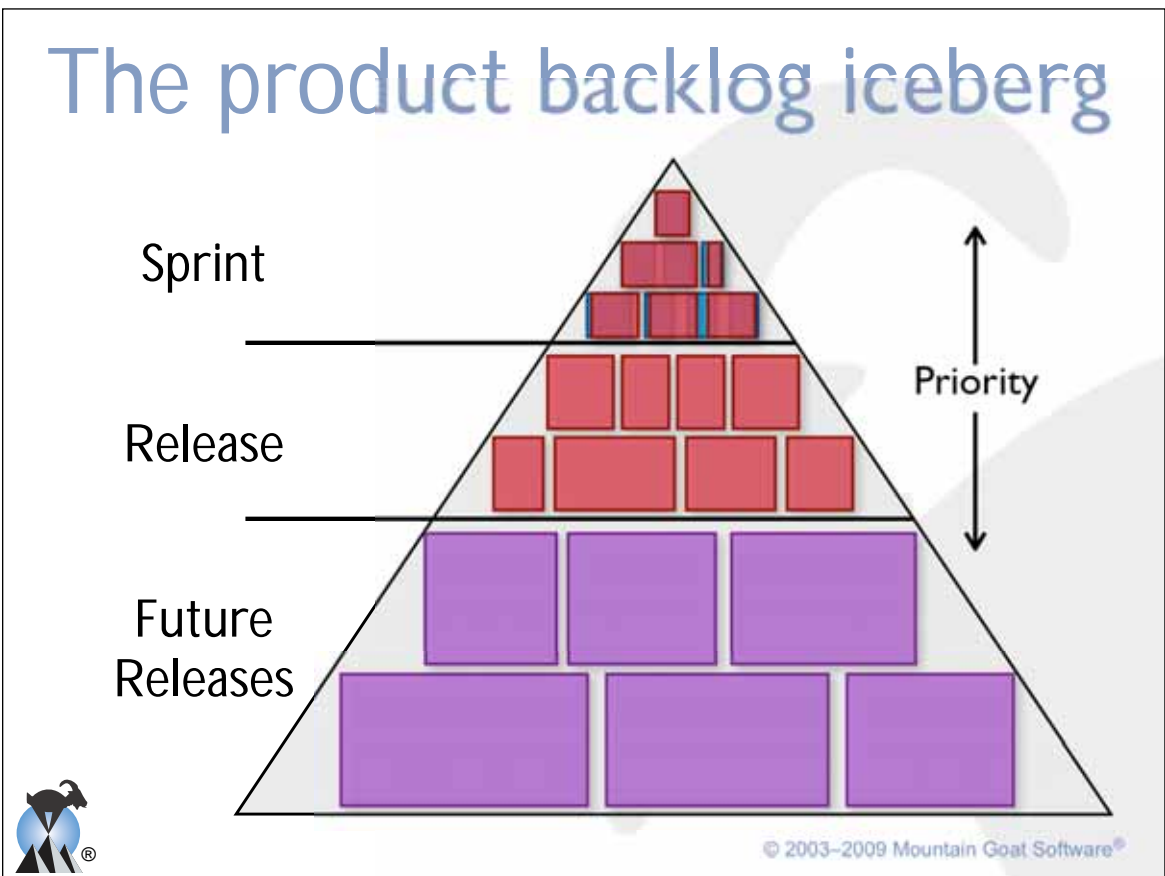 The product backlog iceberg
Sprint
Release
Future
Releases
Priority
®
© 2003–2009 Mountain Goat Software®